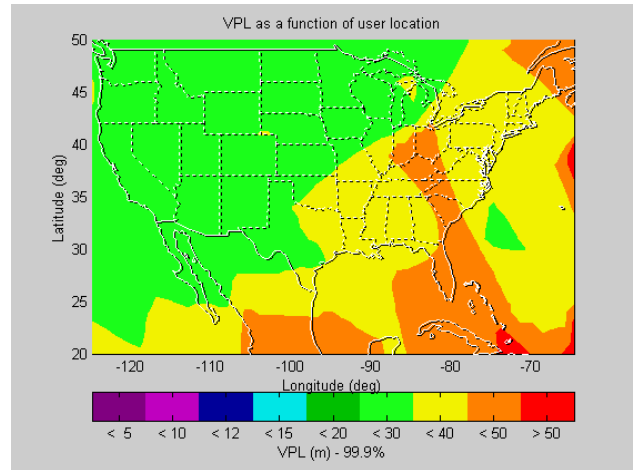 VPL as a function of user location
50
45
40
35
30
25
20
Latitude (deg)
-120 -110 -100 -90 -80 -70
Longitude (deg)
< 5 < 10 < 12 < 15 < 20 < 30 < 40 < 50 > 50
VPL (m) - 99.9%